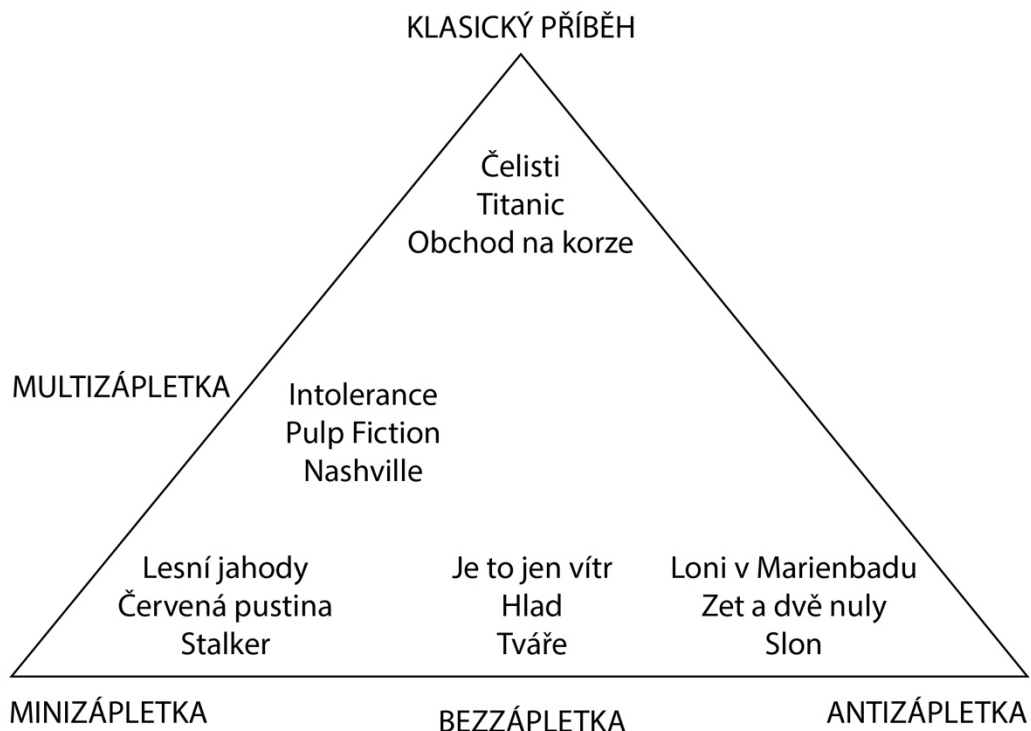 KLASICKÝ PŘÍBĚH
Čelisti
Titanic
Obchod na korze
MULTIZÁPLETKA
Intolerance
Pulp Fiction
Nashville
Lesní jahody
Červená pustina
Stalker
Je to jen vítr
Hlad
Tváře
Loni v Marienbadu
Zet a dvě nuly
Slon
MINIZÁPLETKA
BEZZÁPLETKA
ANTIZÁPLETKA